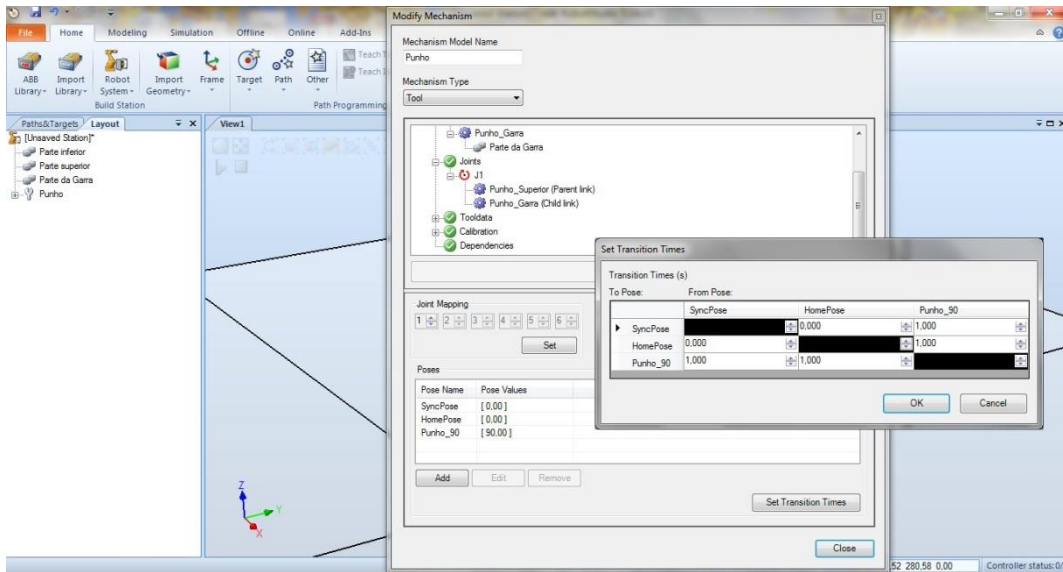 Modify Mechanism
File Home Modeling Simulation Offline Online Add-Ins
ABB Library
Import Library
Robot System
Import Geometry
Frame
Target
Path
Other
Teach
Teach
Build Station
Path Programming
Paths&Targets Layout
[Unsaved Station]*
Parte inferior
Parte superior
Parte da Garra
Punho
View1
Z
Y
X
Mechanism Model Name
Punho
Mechanism Type
Tool
Punho_Garra
Parte da Garra
Joints
J1
Punho_Superior (Parent link)
Punho_Garra (Child link)
Tooldata
Calibration
Dependencies
Joint Mapping
1 2 3 4 5 6
Set
Poses
Pose Name Pose Values
SyncPose [ 0,00 ]
HomePose [ 0,00 ]
Punho_90 [ 90,00 ]
Add Edit Remove
Set Transition Times
Close
Set Transition Times
Transition Times (s)
To Pose: From Pose:
SyncPose HomePose Punho_90
SyncPose 0,000 1,000
HomePose 0,000 1,000
Punho_90 1,000 1,000
OK Cancel
280,58 0,00 Controller status: